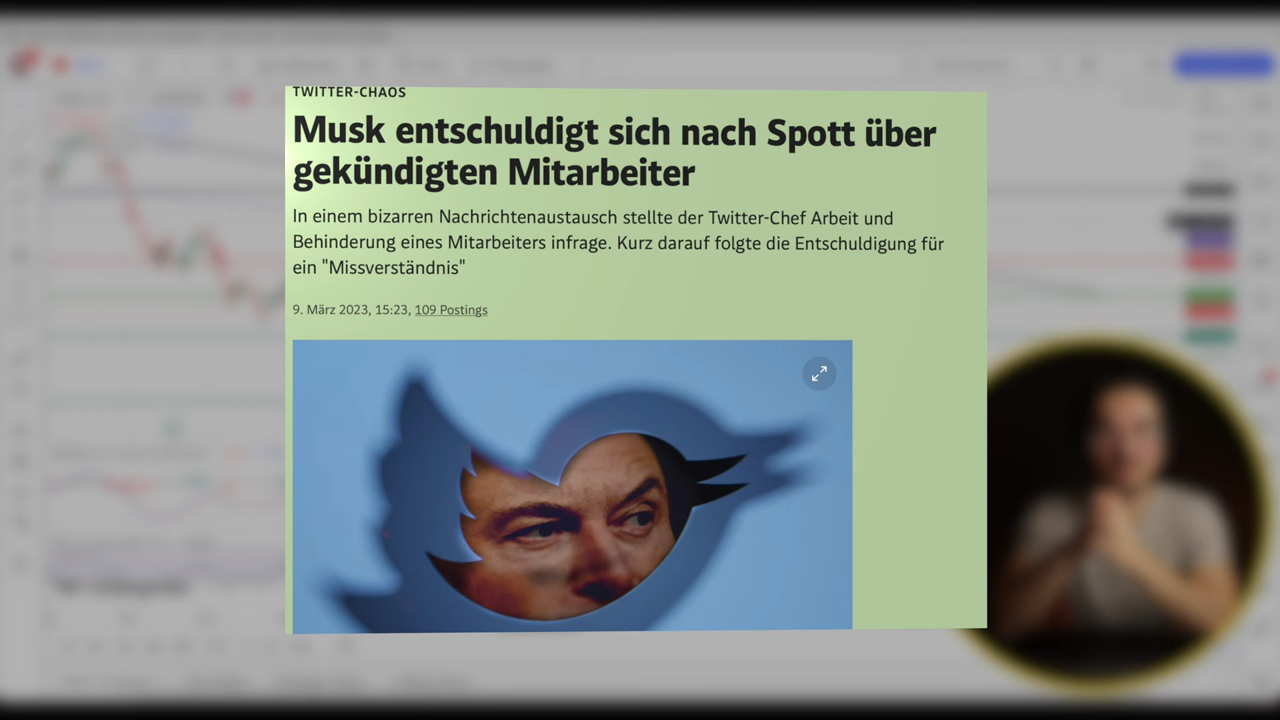 TWITTER-CHAOS
Musk entschuldigt sich nach Spott über
gekündigten Mitarbeiter
In einem bizarren Nachrichtenaustausch stellte der Twitter-Chef Arbeit und
Behinderung eines Mitarbeiters infrage. Kurz darauf folgte die Entschuldigung für
ein "Missverständnis"
9. März 2023, 15:23, 109 Postings